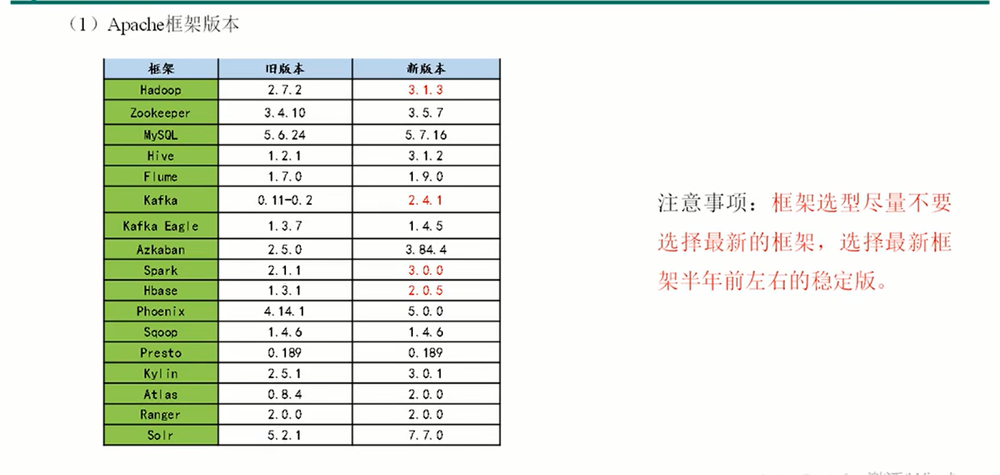 （1）Apache框架版本
框架 旧版本 新版本
Hadoop 2.7.2 3.1.3
Zookeeper 3.4.10 3.5.7
MySQL 5.6.24 5.7.16
Hive 1.2.1 3.1.2
Flume 1.7.0 1.9.0
Kafka 0.11-0.2 2.4.1
Kafka Eagle 1.3.7 1.4.5
Azkaban 2.5.0 3.84.4
Spark 2.1.1 3.0.0
Hbase 1.3.1 2.0.5
Phoenix 4.14.1 5.0.0
Sqoop 1.4.6 1.4.6
Presto 0.189 0.189
Kylin 2.5.1 3.0.1
Atlas 0.8.4 2.0.0
Ranger 2.0.0 2.0.0
Solr 5.2.1 7.7.0
注意事项：框架选型尽量不要
选择最新的框架，选择最新框
架半年前左右的稳定版。